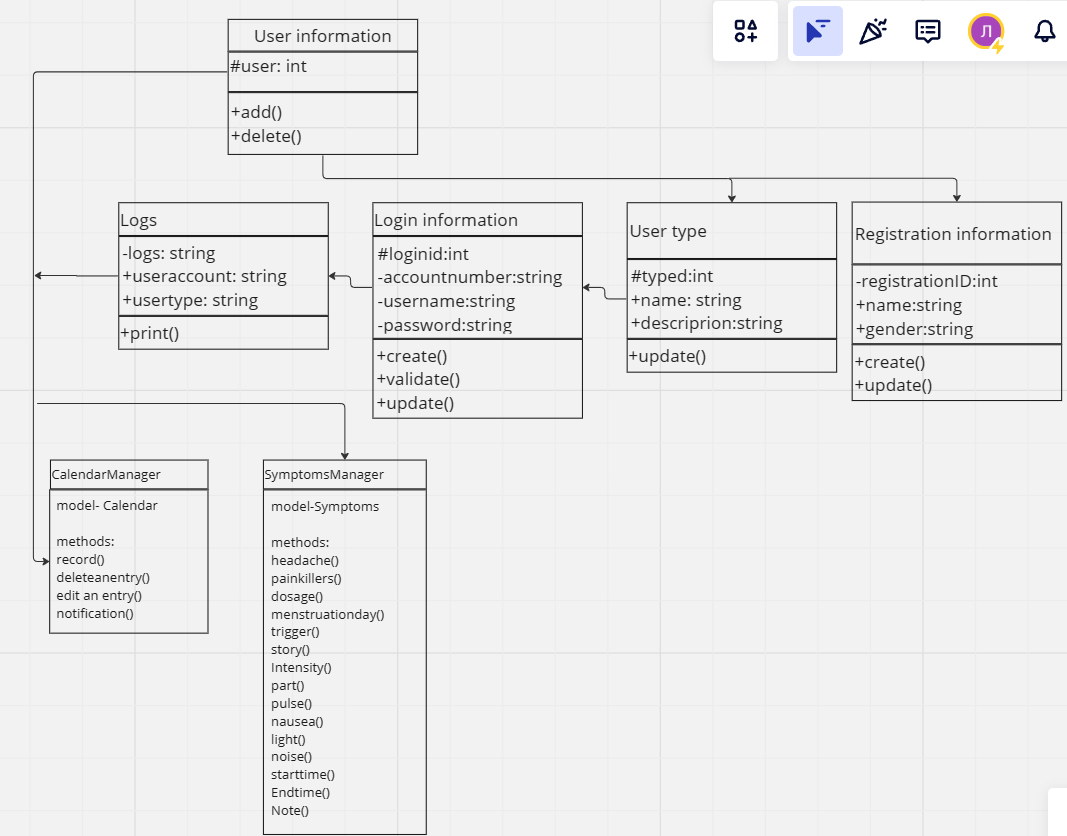 User information
#user: int
+add()
+delete()
Л
Logs
-logs: string
+useraccount: string
+usertype: string
+print()
Login information
#loginid:int
-accountnumber:string
-username:string
-password:string
+create()
+validate()
+update()
User type
#typed:int
+name: string
+descriprion:string
+update()
Registration information
-registrationID:int
+name:string
+gender:string
+create()
+update()
CalendarManager
model- Calendar
methods:
record()
deleteanentry()
edit an entry()
notification()
SymptomsManager
model-Symptoms
methods:
headache()
painkillers()
dosage()
menstruationday()
trigger()
story()
Intensity()
part()
pulse()
nausea()
light()
noise()
starttime()
Endtime()
Note()